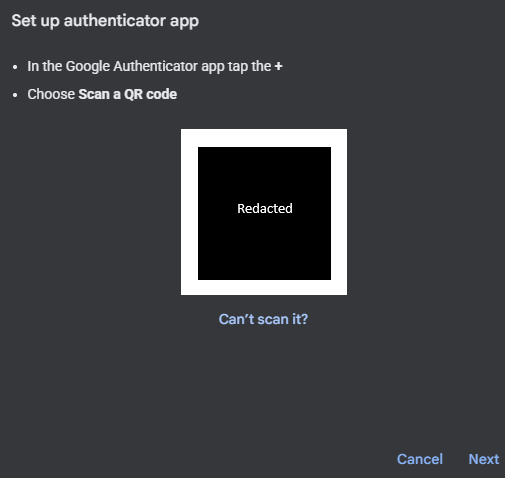 Set up authenticator app
• In the Google Authenticator app tap the +
• Choose Scan a QR code
Redacted
Can’t scan it?
Cancel Next